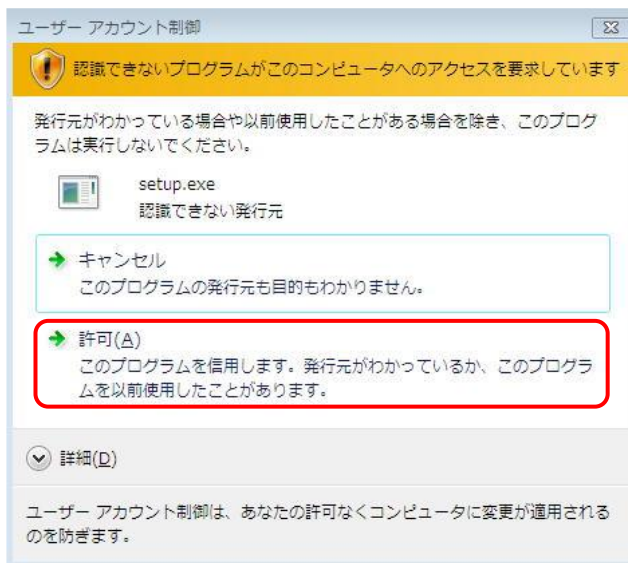 ユーザー アカウント制御
認識できないプログラムがこのコンピュータへのアクセスを要求しています
発行元がわかっている場合や以前使用したことがある場合を除き、このプログ
ラムは実行しないでください。
setup.exe
認識できない発行元
キャンセル
このプログラムの発行元も目的もわかりません。
許可(A)
このプログラムを信用します。発行元がわかっているか、このプログラ
ムを以前使用したことがあります。
詳細(D)
ユーザー アカウント制御は、あなたの許可なくコンピュータに変更が適用される
のを防ぎます。